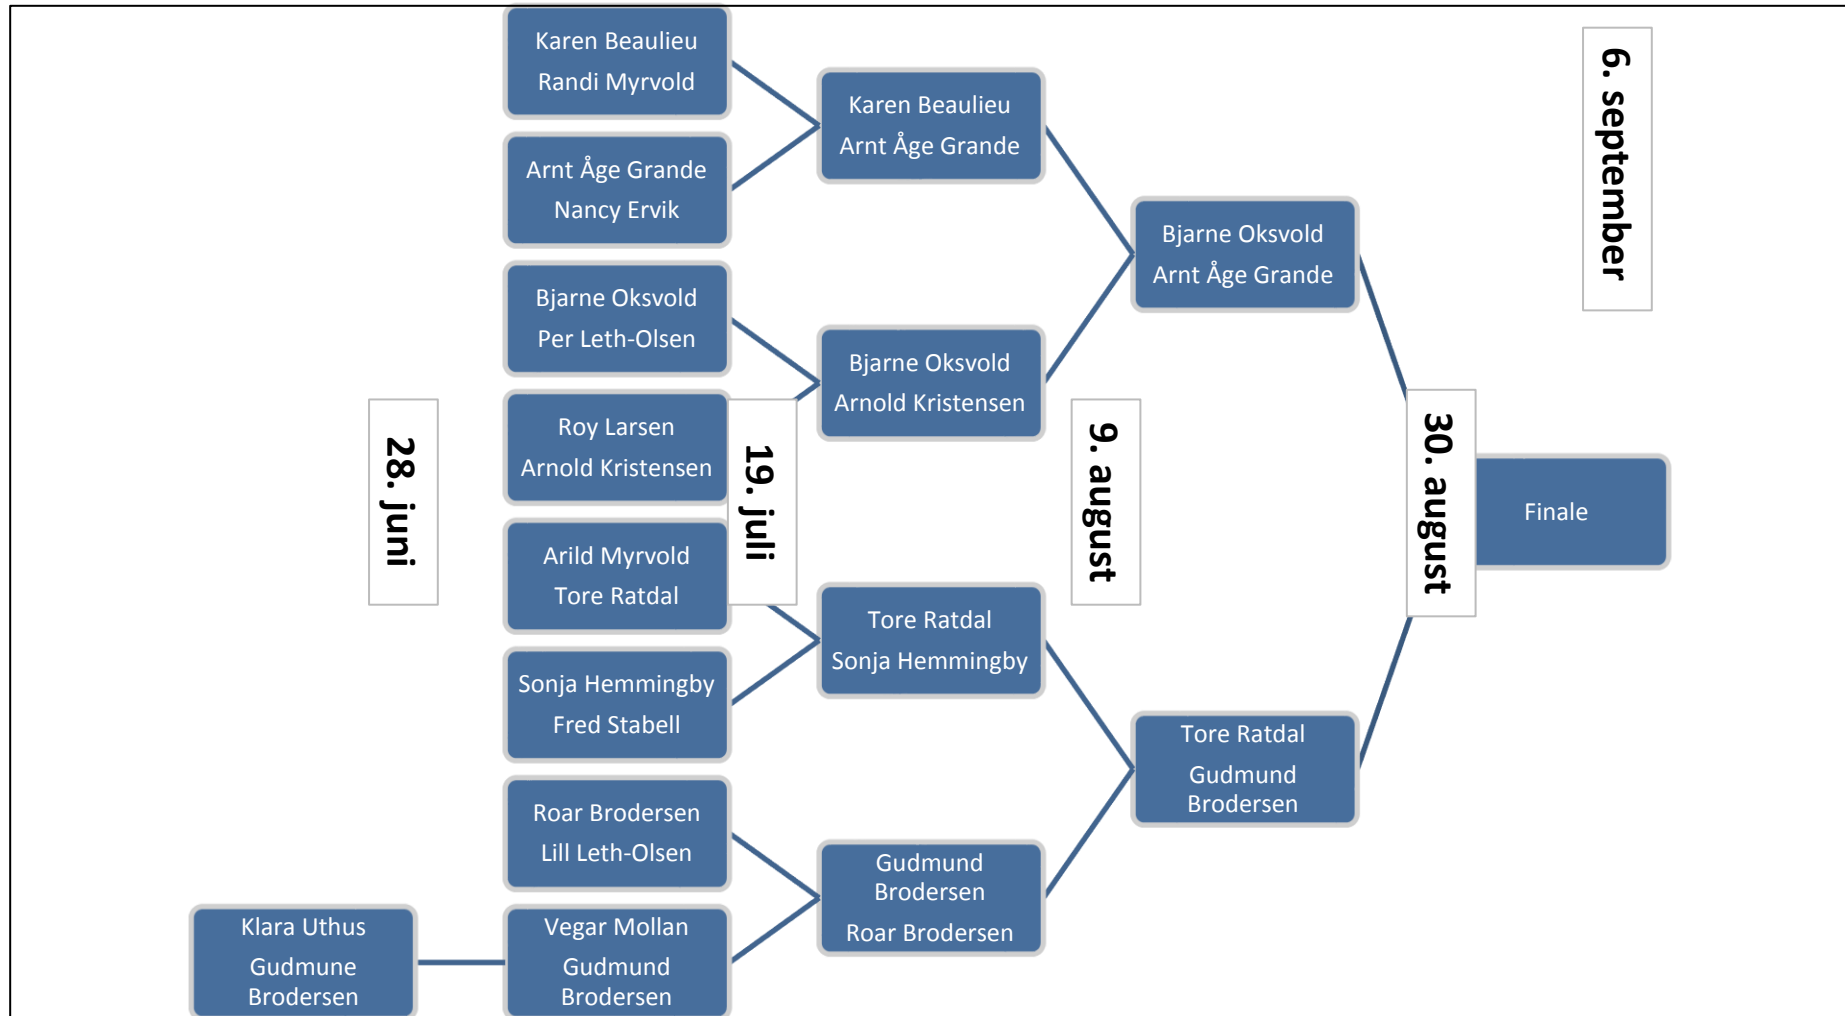 Karen Beaulieu
Randi Myrvold
Arnt Åge Grande
Nancy Ervik
Bjarne Oksvold
Per Leth-Olsen
Roy Larsen
Arnold Kristensen
Arild Myrvold
Tore Ratdal
Sonja Hemmingby
Fred Stabell
Roar Brodersen
Lill Leth-Olsen
Klara Uthus
Gudmune
Brodersen
Vegar Mollan
Gudmund
Brodersen
Karen Beaulieu
Arnt Åge Grande
Bjarne Oksvold
Arnold Kristensen
Tore Ratdal
Sonja Hemmingby
Gudmund
Brodersen
Roar Brodersen
Bjarne Oksvold
Arnt Åge Grande
Tore Ratdal
Gudmund
Brodersen
Finale
28. juni
19. juli
9. august
30. august
6. september